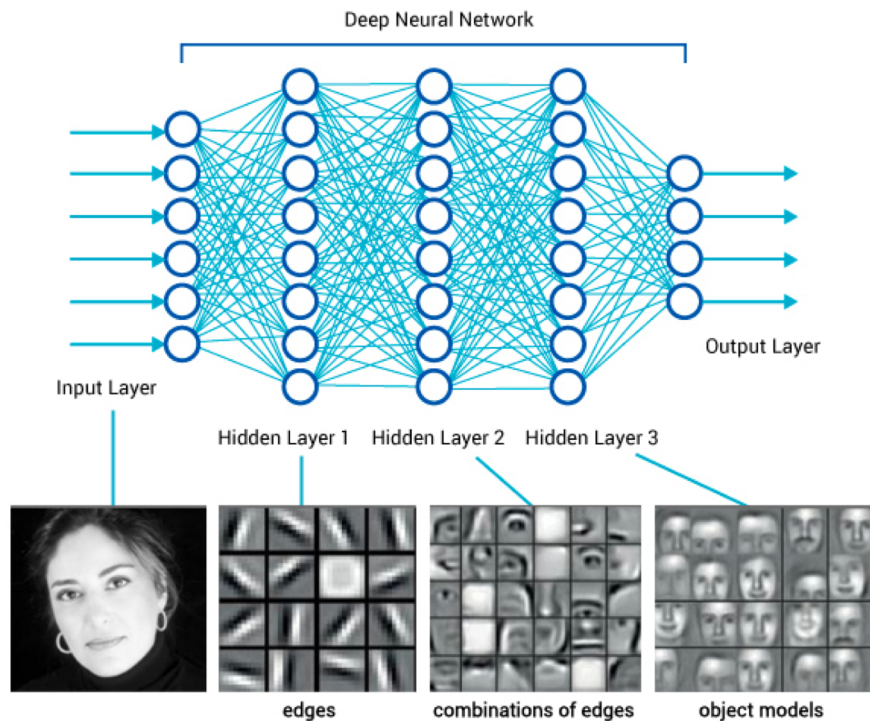 Deep Neural Network
Input Layer
Output Layer
Hidden Layer 1
Hidden Layer 2
Hidden Layer 3
edges
combinations of edges
object models